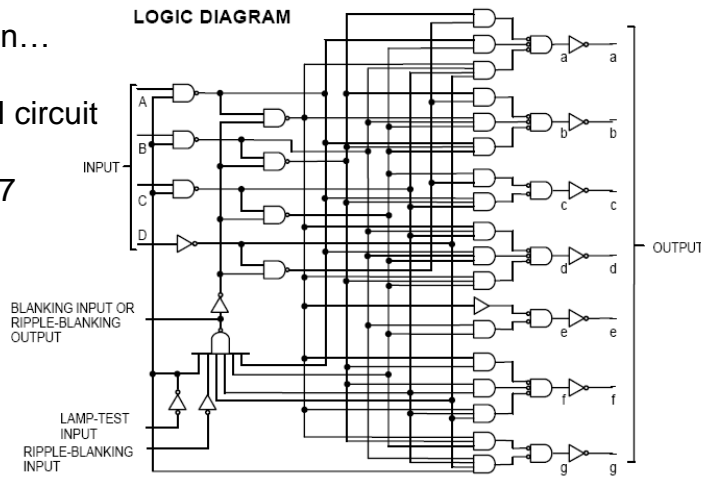 LOGIC DIAGRAM
n…
l circuit
7
INPUT
A
B
C
D
BLANKING INPUT OR
RIPPLE-BLANKING
OUTPUT
LAMP-TEST
INPUT
RIPPLE-BLANKING
INPUT
a a
b b
c c
d d
e e
f f
g g
OUTPUT